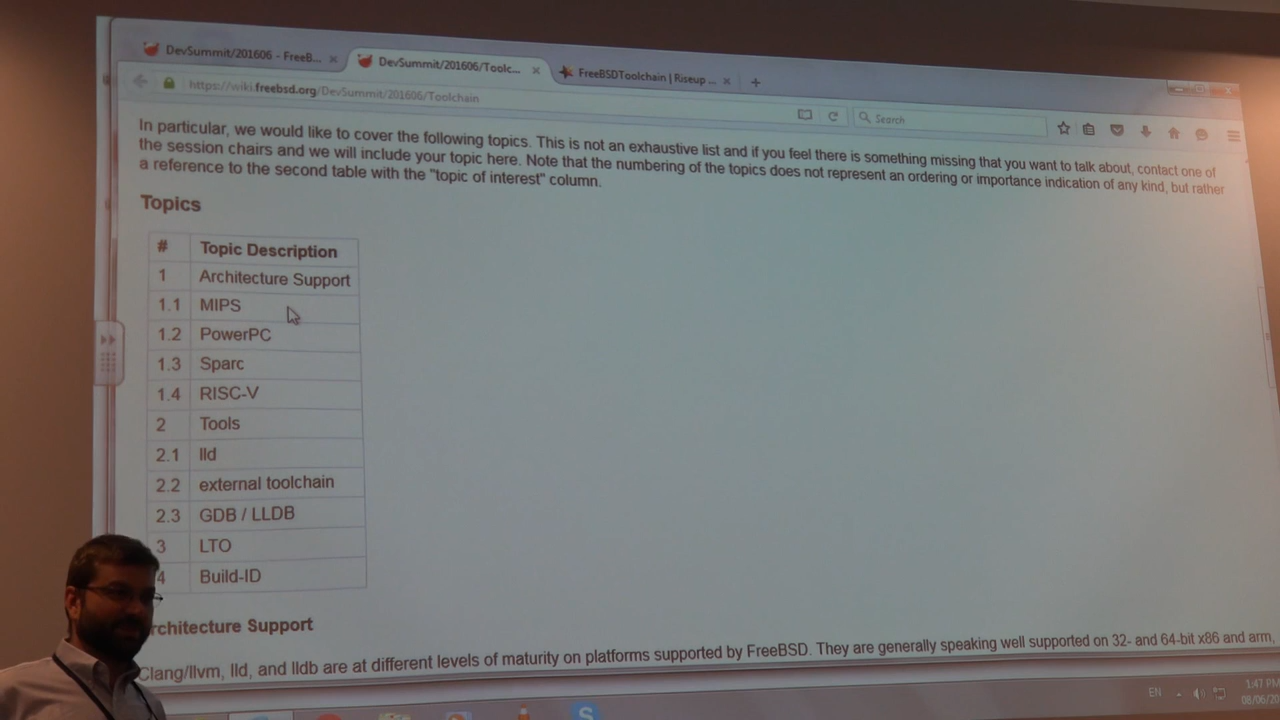 DevSummit/201606 - FreeB...
DevSummit/201606/Toolc...
FreeBSDToolchain | Riseup ...
https://wiki.freebsd.org/DevSummit/201606/Toolchain
Search
In particular, we would like to cover the following topics. This is not an exhaustive list and if you feel there is something missing that you want to talk about, contact one of
the session chairs and we will include your topic here. Note that the numbering of the topics does not represent an ordering or importance indication of any kind, but rather
a reference to the second table with the "topic of interest" column.
Topics
# Topic Description
1 Architecture Support
1.1 MIPS
1.2 PowerPC
1.3 Sparc
1.4 RISC-V
2 Tools
2.1 lld
2.2 external toolchain
2.3 GDB / LLDB
3 LTO
4 Build-ID
rchitecture Support
Clang/llvm, lld, and lldb are at different levels of maturity on platforms supported by FreeBSD. They are generally speaking well supported on 32- and 64-bit x86 and arm,
EN
1:47 PM
08/06/20